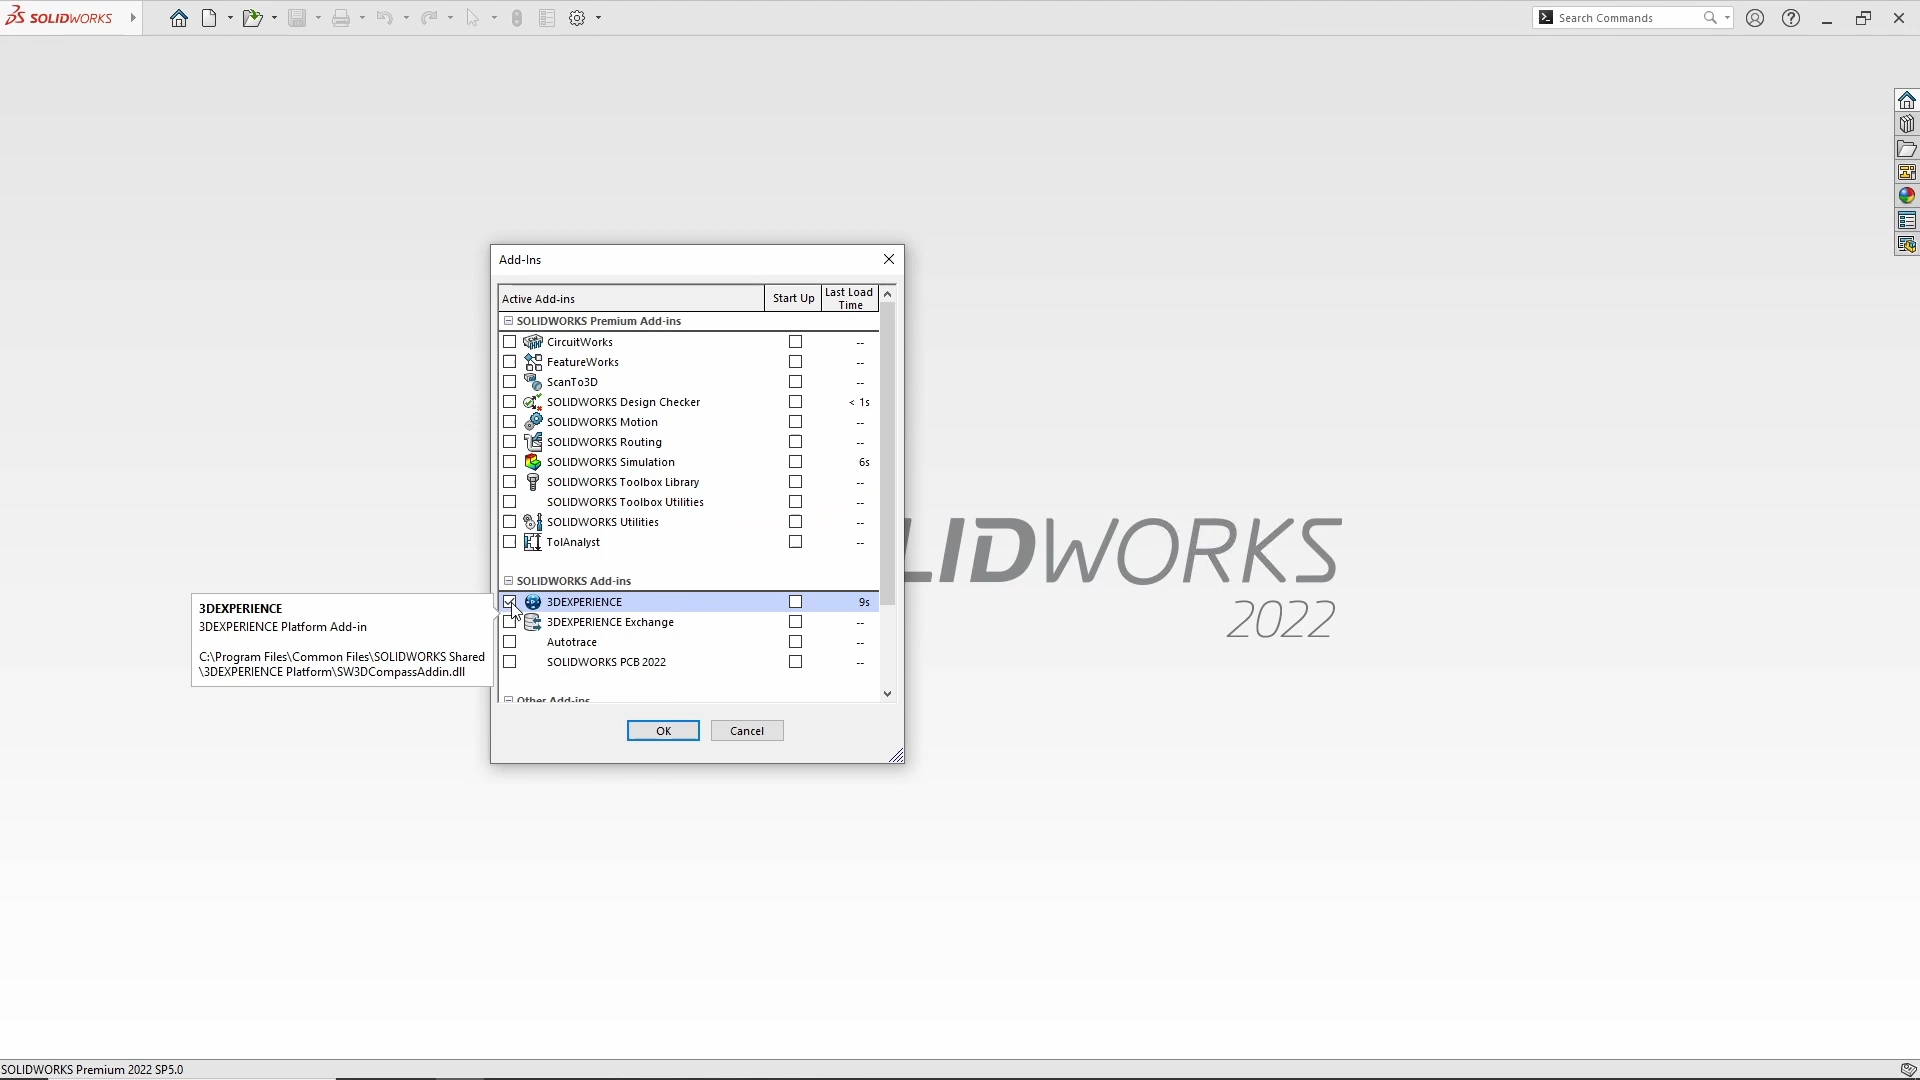 SOLIDWORKS
Search Commands
Add-Ins
Active Add-ins
Start Up
Last Load
Time
SOLIDWORKS Premium Add-ins
CircuitWorks --
FeatureWorks --
ScanTo3D --
SOLIDWORKS Design Checker < 1s
SOLIDWORKS Motion --
SOLIDWORKS Routing --
SOLIDWORKS Simulation 6s
SOLIDWORKS Toolbox Library --
SOLIDWORKS Toolbox Utilities --
SOLIDWORKS Utilities --
TolAnalyst --
SOLIDWORKS Add-ins
3DEXPERIENCE 9s
3DEXPERIENCE Exchange --
Autotrace --
SOLIDWORKS PCB 2022 --
Other Add-ins
OK
Cancel
3DEXPERIENCE
3DEXPERIENCE Platform Add-in
C:\Program Files\Common Files\SOLIDWORKS Shared
\3DEXPERIENCE Platform\SW3DCompassAddin.dll
LIDWORKS
2022
SOLIDWORKS Premium 2022 SP5.0